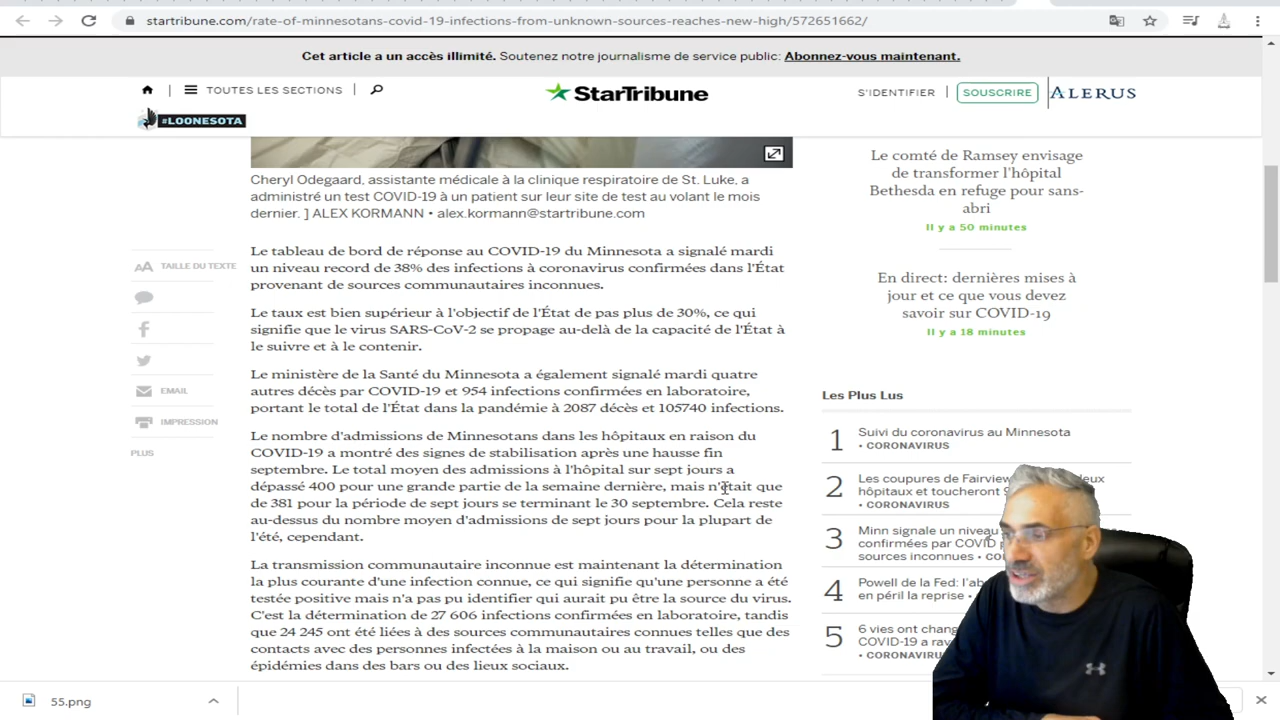 startribune.com/rate-of-minnesotans-covid-19-infections-from-unknown-sources-reaches-new-high/572651662/
Cet article a un accès illimité. Soutenez notre journalisme de service public: Abonnez-vous maintenant.
TOUTES LES SECTIONS
StarTribune
S'IDENTIFIER
SOUSCRIRE
ALERUS
#LOONESOTA
Cheryl Odegaard, assistante médicale à la clinique respiratoire de St. Luke, a
administré un test COVID-19 à un patient sur leur site de test au volant le mois
dernier. ] ALEX KORMANN • alex.kormann@startribune.com
TAILLE DU TEXTE
EMAIL
IMPRESSION
PLUS
Le tableau de bord de réponse au COVID-19 du Minnesota a signalé mardi
un niveau record de 38% des infections à coronavirus confirmées dans l'État
provenant de sources communautaires inconnues.
Le taux est bien supérieur à l'objectif de l'État de pas plus de 30%, ce qui
signifie que le virus SARS-CoV-2 se propage au-delà de la capacité de l'État à
le suivre et à le contenir.
Le ministère de la Santé du Minnesota a également signalé mardi quatre
autres décès par COVID-19 et 954 infections confirmées en laboratoire,
portant le total de l'État dans la pandémie à 2087 décès et 105740 infections.
Le nombre d'admissions de Minnesotans dans les hôpitaux en raison du
COVID-19 a montré des signes de stabilisation après une hausse fin
septembre. Le total moyen des admissions à l'hôpital sur sept jours a
dépassé 400 pour une grande partie de la semaine dernière, mais n'était que
de 381 pour la période de sept jours se terminant le 30 septembre. Cela reste
au-dessus du nombre moyen d'admissions de sept jours pour la plupart de
l'été, cependant.
La transmission communautaire inconnue est maintenant la détermination
la plus courante d'une infection connue, ce qui signifie qu'une personne a été
testée positive mais n'a pas pu identifier qui aurait pu être la source du virus.
C'est la détermination de 27 606 infections confirmées en laboratoire, tandis
que 24 245 ont été liées à des sources communautaires connues telles que des
contacts avec des personnes infectées à la maison ou au travail, ou des
épidémies dans des bars ou des lieux sociaux.
Le comté de Ramsey envisage
de transformer l'hôpital
Bethesda en refuge pour sans-
abri
Il y a 50 minutes
En direct: dernières mises à
jour et ce que vous devez
savoir sur COVID-19
Il y a 18 minutes
Les Plus Lus
1 Suivi du coronavirus au Minnesota
• CORONAVIRUS
2 Les coupures de Fairview
hôpitaux et toucheront
• CORONAVIRUS
3 Minn signale un niveau
confirmées par COVID
sources inconnues •
4 Powell de la Fed:
en péril la reprise •
5 6 vies ont
COVID-19 a
• CORONAVIRUS
55.png